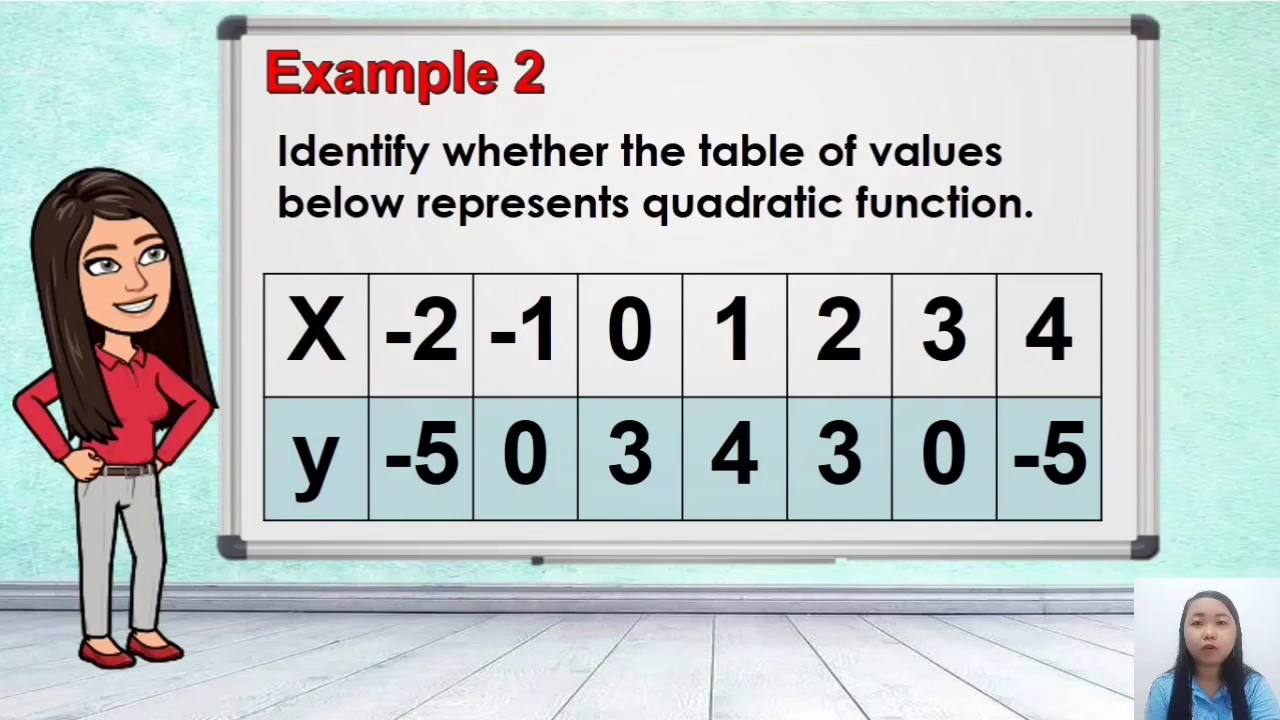 Example 2
Identify whether the table of values
below represents quadratic function.
X -2 -1 0 1 2 3 4
y -5 0 3 4 3 0 -5